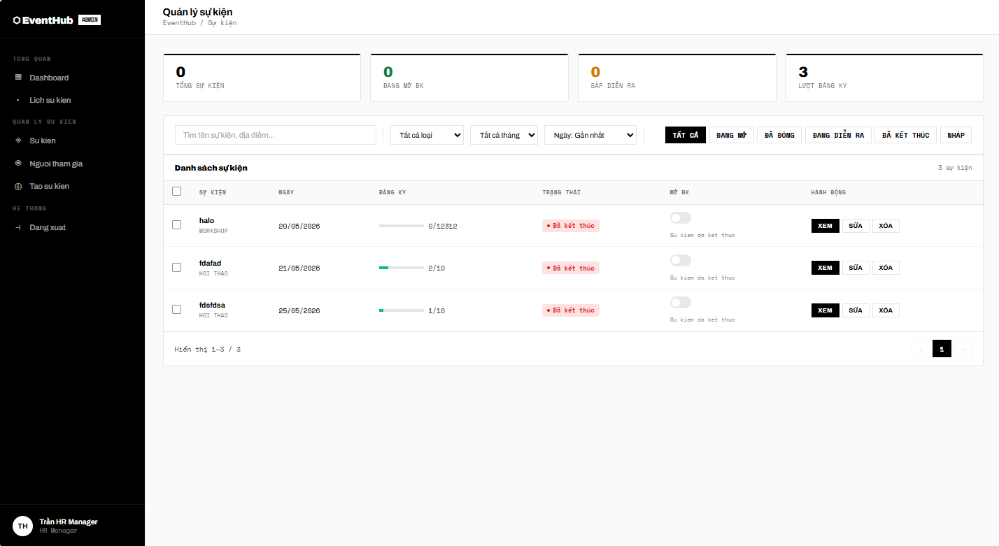 EventHub ADMIN
TONG QUAN
Dashboard
Lich su kien
QUAN LY SU KIEN
Su kien
Nguoi tham gia
Tao su kien
HE THONG
Dang xuat
TH
Trần HR Manager
HR Manager
Quản lý sự kiện
EventHub / Sự kiện
0
TỔNG SỰ KIỆN
0
ĐANG MỞ ĐK
0
SẮP DIỄN RA
3
LƯỢT ĐĂNG KÝ
Tìm tên sự kiện, địa điểm... Tất cả loại Tất cả tháng Ngày: Gần nhất TẤT CẢ ĐANG MỞ ĐÃ ĐÓNG ĐANG DIỄN RA ĐÃ KẾT THÚC NHÁP
Danh sách sự kiện 3 sự kiện
SỰ KIỆN NGÀY ĐĂNG KÝ TRẠNG THÁI MỞ ĐK HÀNH ĐỘNG
halo
WORKSHOP
20/05/2026 0/12312 Đã kết thúc
Su kien da ket thuc
XEM SỬA XÓA
fdafad
HOI THAO
21/05/2026 2/10 Đã kết thúc
Su kien da ket thuc
XEM SỬA XÓA
fdsfdsa
HOI THAO
25/05/2026 1/10 Đã kết thúc
Su kien da ket thuc
XEM SỬA XÓA
Hiển thị 1–3 / 3 ← 1 →